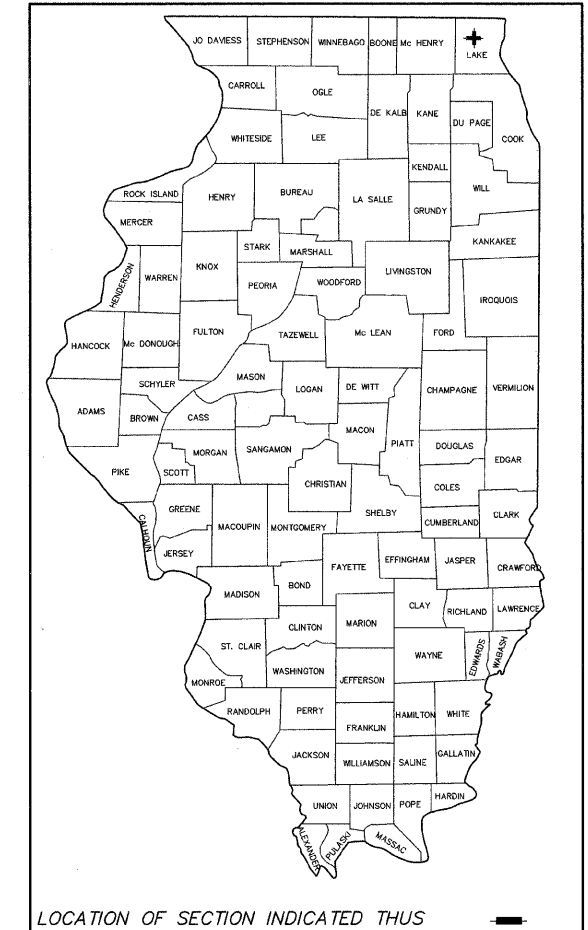 JO DAVIESS STEPHENSON WINNEBAGO BOONE Mc HENRY LAKE
CARROLL OGLE DE KALB KANE DU PAGE COOK
WHITESIDE LEE
KENDALL WILL
ROCK ISLAND HENRY BUREAU LA SALLE GRUNDY
MERCER
STARK MARSHALL KANKAKEE
HENDERSON WARREN KNOX PEORIA WOODFORD LIVINGSTON IROQUOIS
HANCOCK Mc DONOUGH FULTON TAZEWELL Mc LEAN FORD
SCHYLER MASON LOGAN DE WITT CHAMPAGNE VERMILION
ADAMS BROWN CASS MACON PIATT
PIKE SCOTT MORGAN SANGAMON DOUGLAS EDGAR
CHRISTIAN COLES
CALHOUN GREENE MACOUPIN MONTGOMERY SHELBY CUMBERLAND CLARK
JERSEY FAYETTE EFFINGHAM JASPER CRAWFORD
MADISON BOND CLAY RICHLAND LAWRENCE
ST. CLAIR CLINTON MARION WAYNE EDWARDS WABASH
MONROE WASHINGTON JEFFERSON
RANDOLPH PERRY FRANKLIN HAMILTON WHITE
JACKSON WILLIAMSON SALINE GALLATIN
UNION JOHNSON POPE HARDIN
ALEXANDER PULASKI MASSAC
LOCATION OF SECTION INDICATED THUS